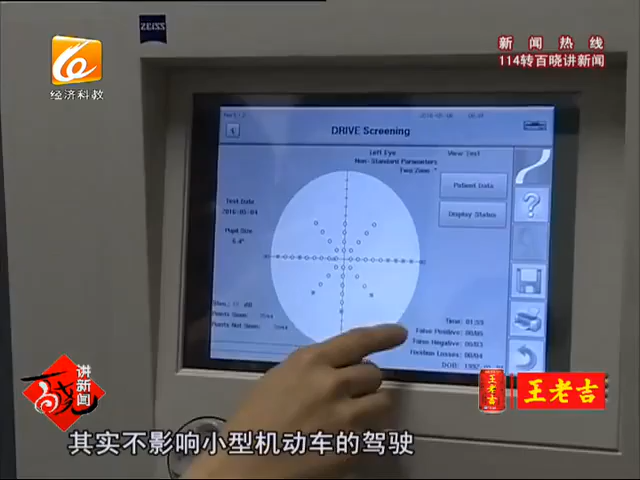 ZEISS
经济科教
新闻热线
114转百晓讲新闻
DRIVE Screening
Left Eye
Non-Standard Parameters
Two Zone
View Test
Patient Data
Display Status
Test Date
2016-05-04
Pupil Size
Time: 01:59
False Positive: 00/05
False Negative: 00/03
Fixation Losses: 00/04
百晓
讲新闻
王老吉
王老吉
其实不影响小型机动车的驾驶